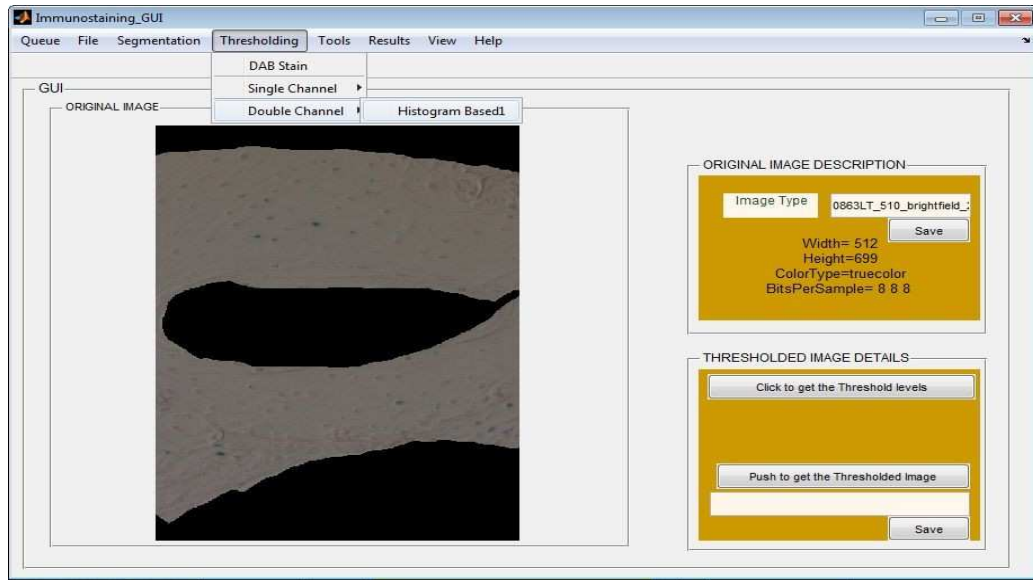 Immunostaining_GUI
Queue File Segmentation Thresholding Tools Results View Help
DAB Stain
Single Channel
Double Channel
Histogram Based1
GUI
ORIGINAL IMAGE
ORIGINAL IMAGE DESCRIPTION
Image Type
0863LT_510_brightfield_
Save
Width= 512
Height=699
ColorType=truecolor
BitsPerSample= 8 8 8
THRESHOLDED IMAGE DETAILS
Click to get the Threshold levels
Push to get the Thresholded Image
Save